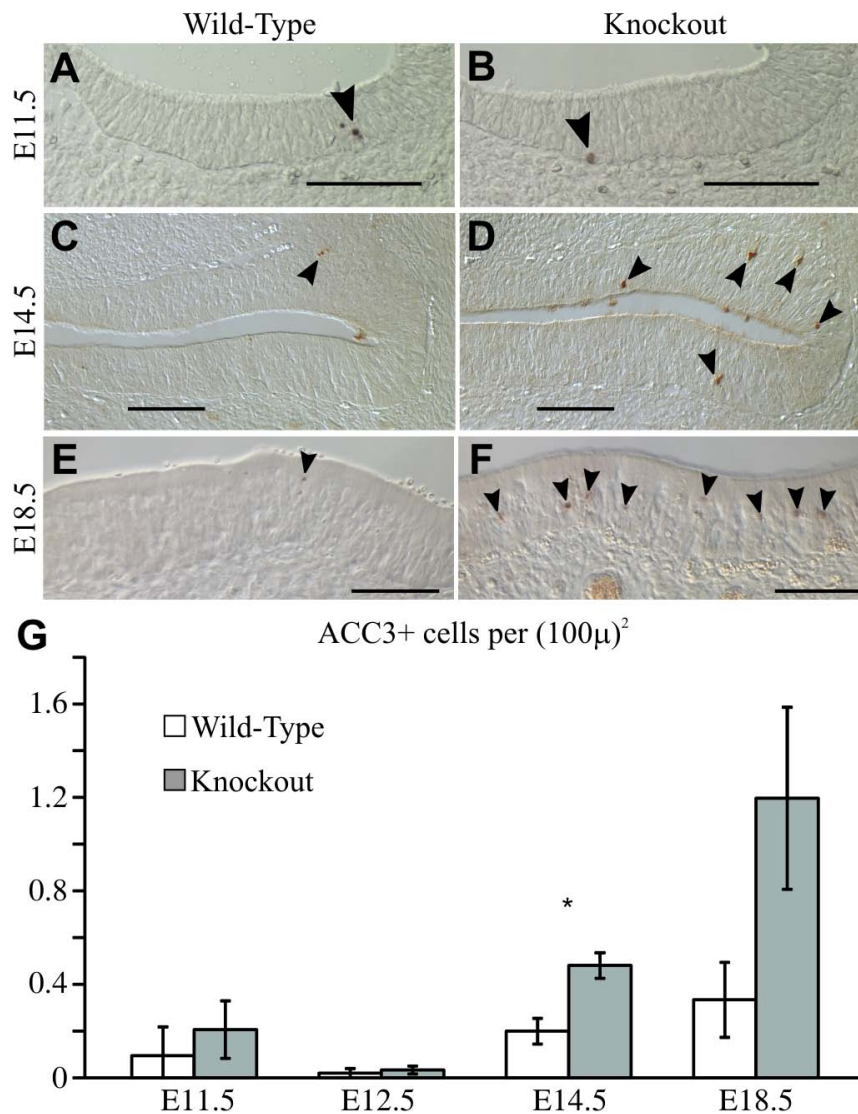 Wild-Type Knockout
E11.5
A B
E14.5
C D
E18.5
E F
G ACC3+ cells per (100µ)²
1.6
1.2
0.8
0.4
0
Wild-Type
Knockout
*
E11.5 E12.5 E14.5 E18.5